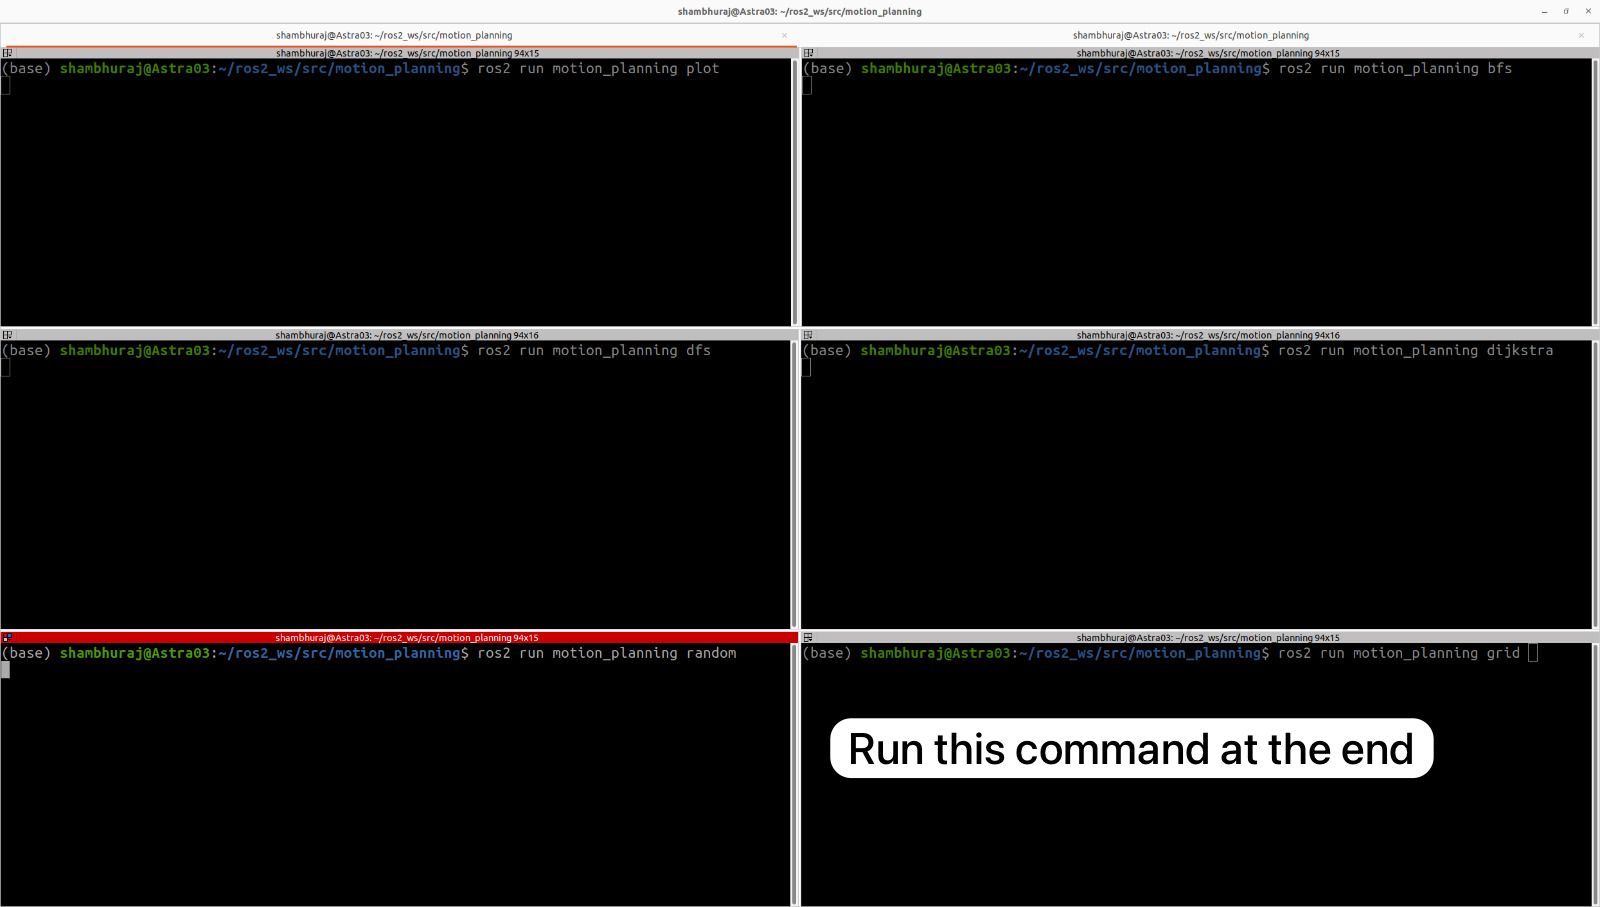 shambhuraj@Astra03: ~/ros2_ws/src/motion_planning
shambhuraj@Astra03: ~/ros2_ws/src/motion_planning
shambhuraj@Astra03: ~/ros2_ws/src/motion_planning
shambhuraj@Astra03: ~/ros2_ws/src/motion_planning 94x15
(base) shambhuraj@Astra03:~/ros2_ws/src/motion_planning$ ros2 run motion_planning plot
shambhuraj@Astra03: ~/ros2_ws/src/motion_planning 94x15
(base) shambhuraj@Astra03:~/ros2_ws/src/motion_planning$ ros2 run motion_planning bfs
shambhuraj@Astra03: ~/ros2_ws/src/motion_planning 94x16
(base) shambhuraj@Astra03:~/ros2_ws/src/motion_planning$ ros2 run motion_planning dfs
shambhuraj@Astra03: ~/ros2_ws/src/motion_planning 94x16
(base) shambhuraj@Astra03:~/ros2_ws/src/motion_planning$ ros2 run motion_planning dijkstra
shambhuraj@Astra03: ~/ros2_ws/src/motion_planning 94x15
(base) shambhuraj@Astra03:~/ros2_ws/src/motion_planning$ ros2 run motion_planning random
shambhuraj@Astra03: ~/ros2_ws/src/motion_planning 94x15
(base) shambhuraj@Astra03:~/ros2_ws/src/motion_planning$ ros2 run motion_planning grid
Run this command at the end